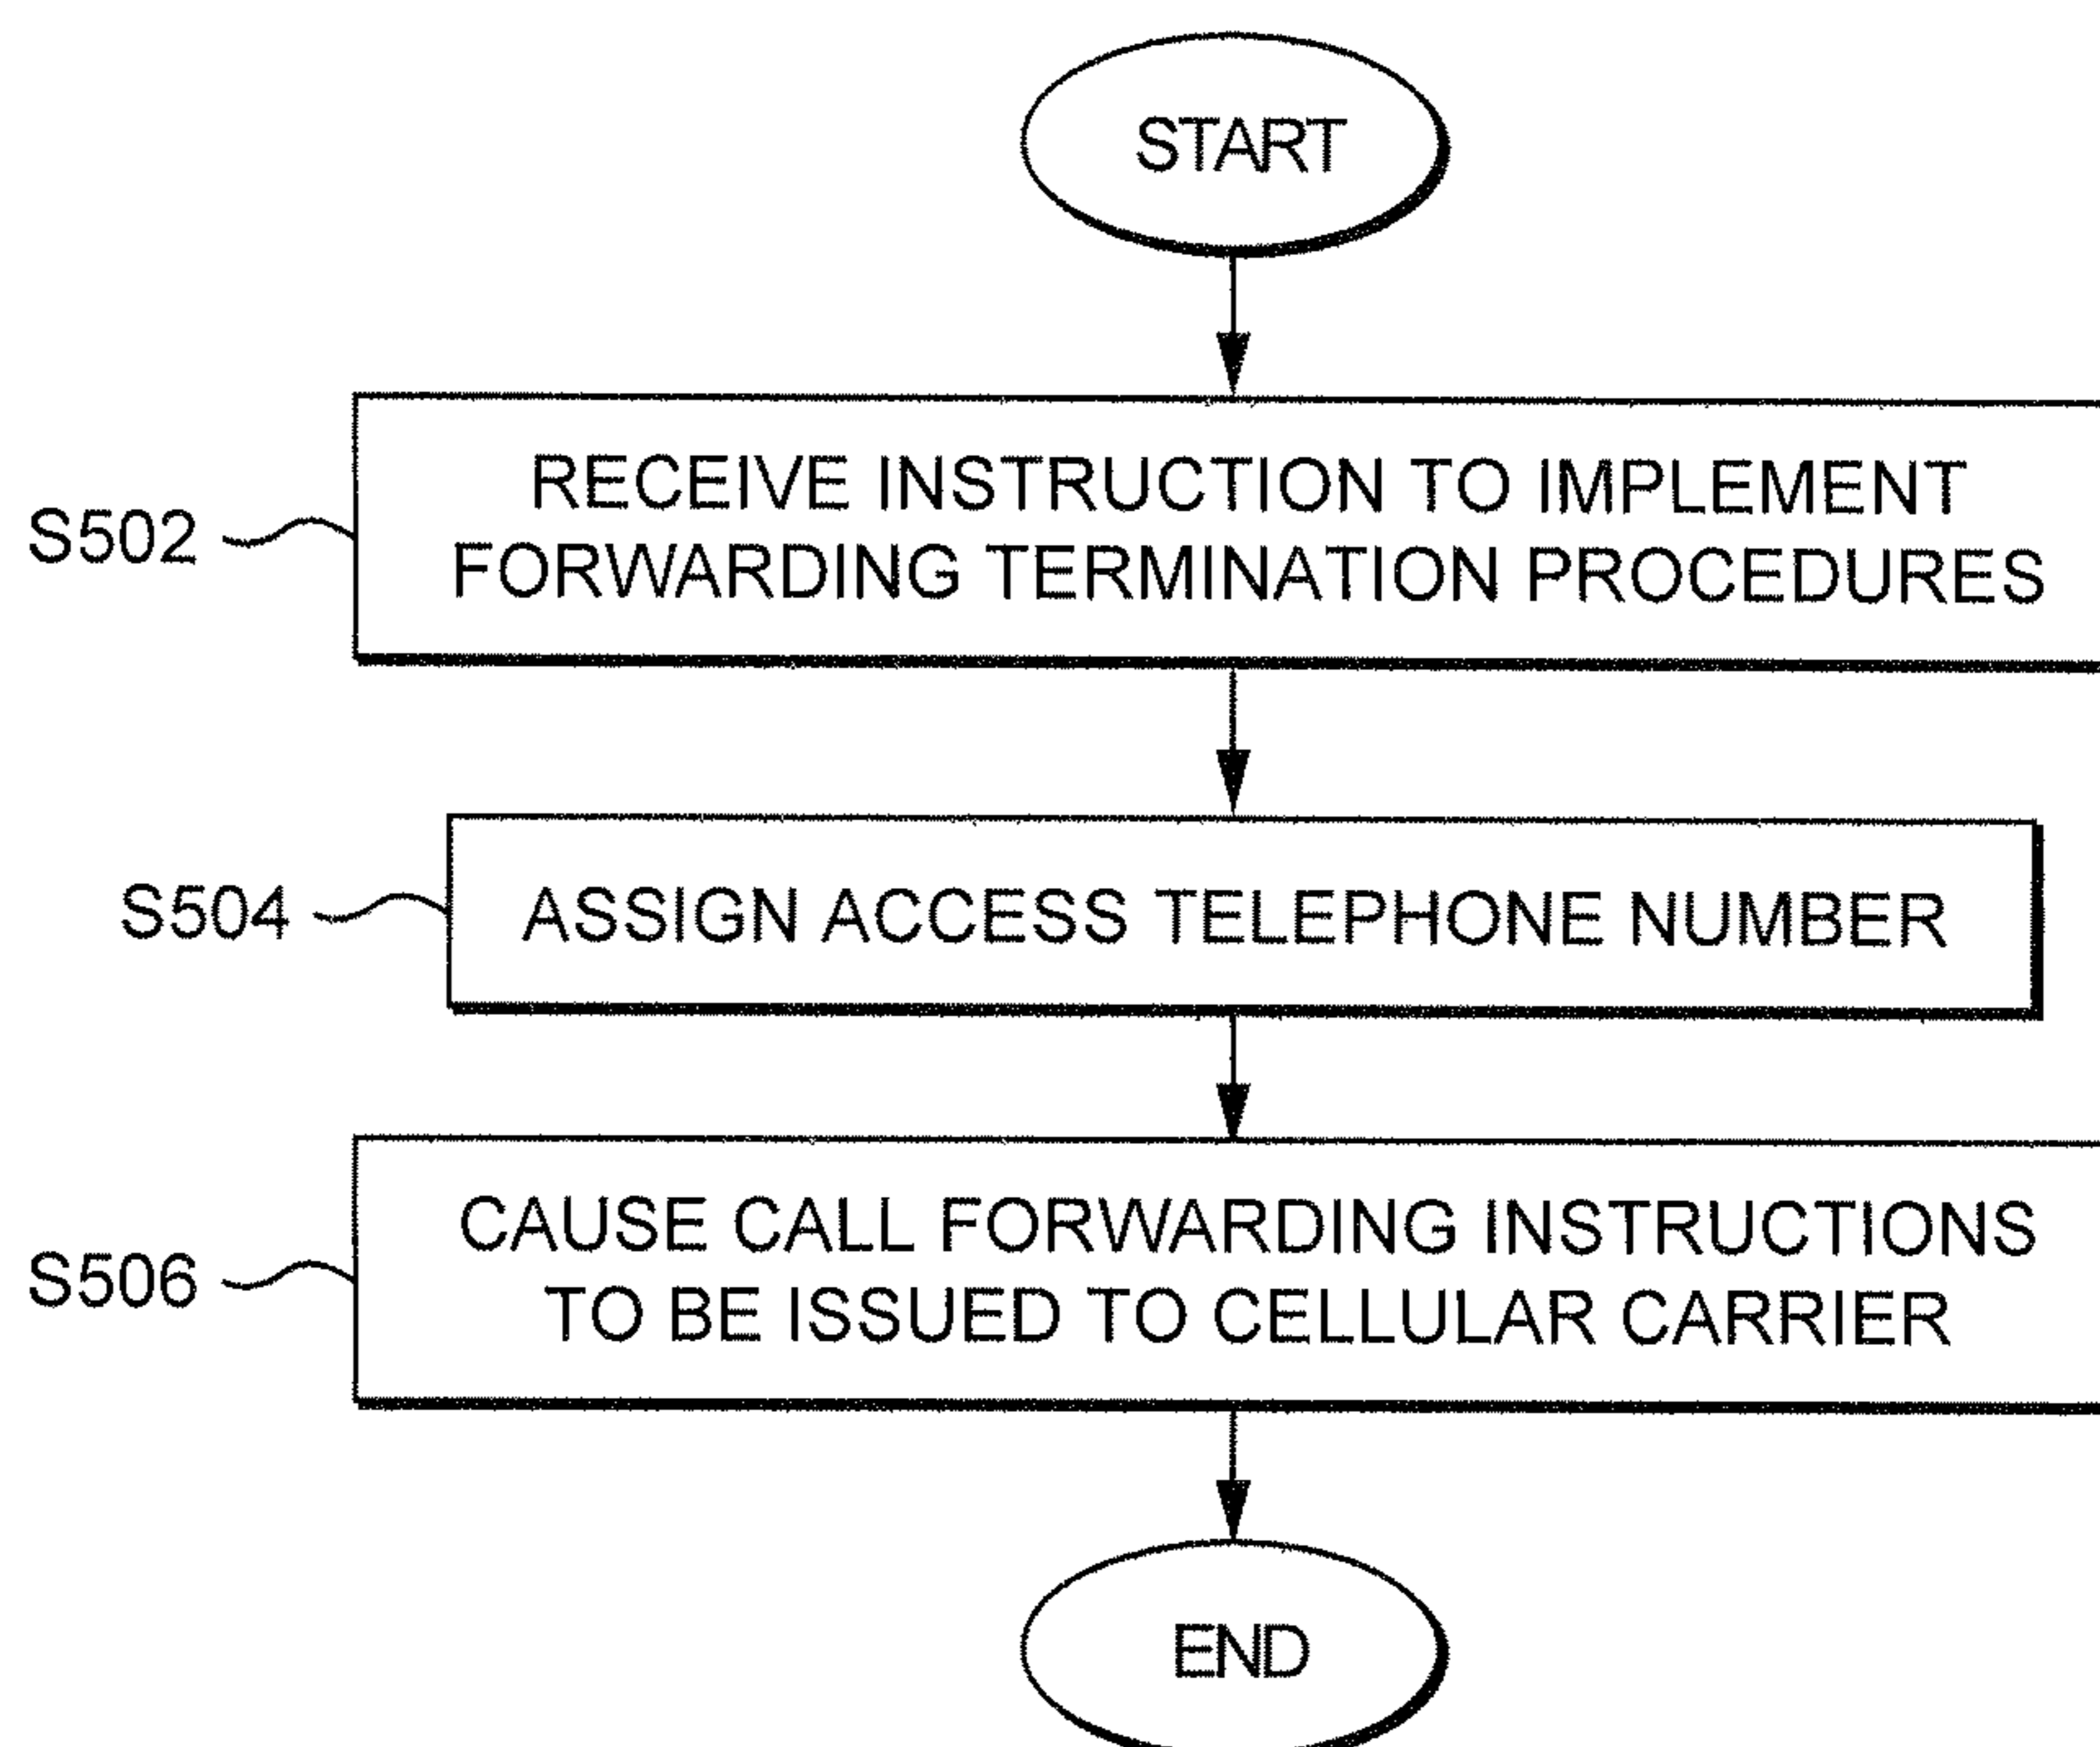 START
S502
RECEIVE INSTRUCTION TO IMPLEMENT
FORWARDING TERMINATION PROCEDURES
S504
ASSIGN ACCESS TELEPHONE NUMBER
S506
CAUSE CALL FORWARDING INSTRUCTIONS
TO BE ISSUED TO CELLULAR CARRIER
END